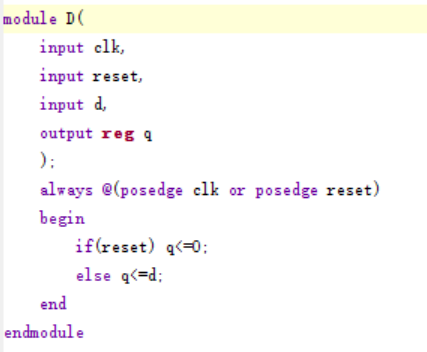 module D(
input clk,
input reset,
input d,
output reg q
);
always @(posedge clk or posedge reset)
begin
if(reset) q<=0;
else q<=d;
end
endmodule